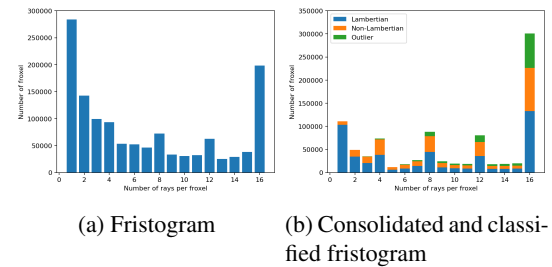 300000
250000
200000
150000
100000
50000
0
Number of froxel
0 2 4 6 8 10 12 14 16
Number of rays per froxel
(a) Fristogram
350000
300000
250000
200000
150000
100000
50000
0
Number of froxel
Lambertian
Non-Lambertian
Outlier
0 2 4 6 8 10 12 14 16
Number of rays per froxel
(b) Consolidated and classi-
fied fristogram